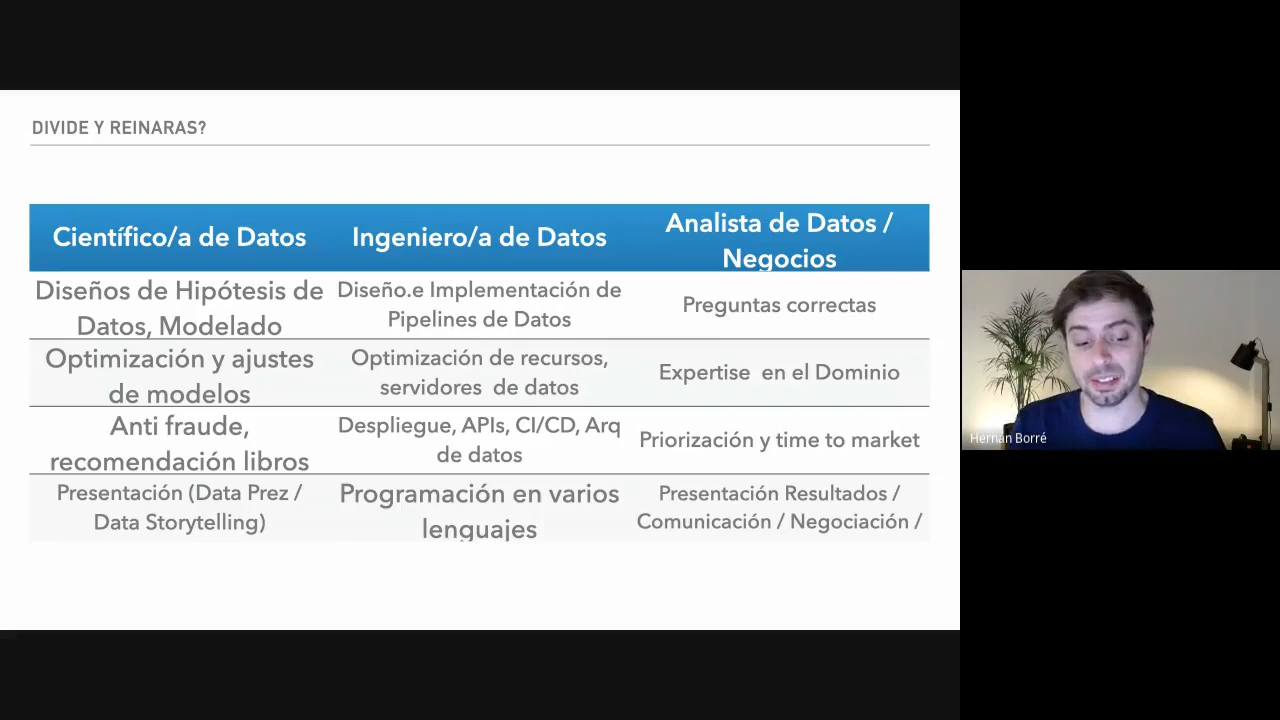 DIVIDE Y REINARAS?
Científico/a de Datos
Ingeniero/a de Datos
Analista de Datos /
Negocios
Diseños de Hipótesis de
Datos, Modelado
Diseño.e Implementación de
Pipelines de Datos
Preguntas correctas
Optimización y ajustes
de modelos
Optimización de recursos,
servidores de datos
Expertise en el Dominio
Anti fraude,
recomendación libros
Despliegue, APIs, CI/CD, Arq
de datos
Priorización y time to market
Presentación (Data Prez /
Data Storytelling)
Programación en varios
lenguajes
Presentación Resultados /
Comunicación / Negociación /
Hernan Borré